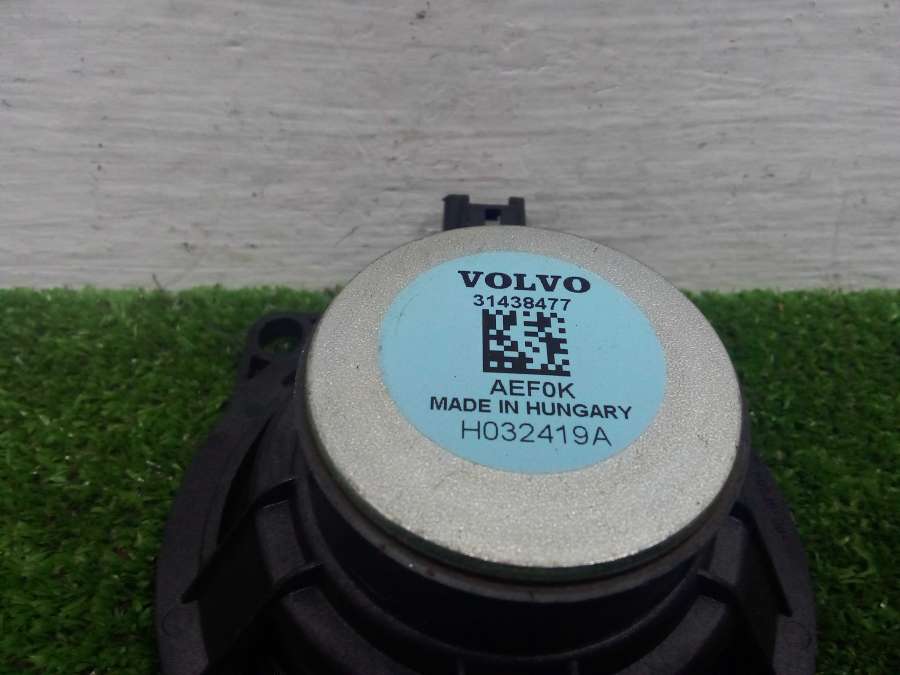 VOLVO
31438477
AEF0K
MADE IN HUNGARY
H032419A